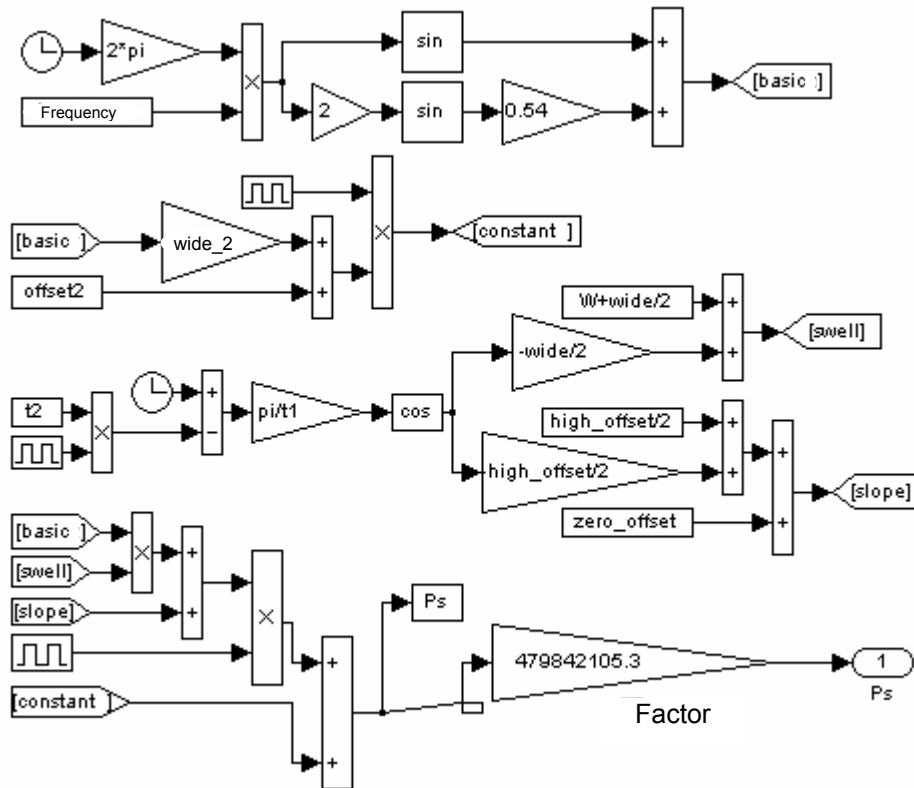 2*pi
sin
+
[basic ]
Frequency
×
2
sin
0.54
+
[basic ]
wide_2
+
×
[constant ]
offset2
+
W+wide/2
+
[swell]
-wide/2
+
t2
×
+
−
pi/t1
cos
high_offset/2
+
high_offset/2
+
+
[slope]
zero_offset
+
[basic ]
×
+
[swell]
[slope]
+
×
Ps
+
479842105.3
1
Ps
[constant ]
+
Factor